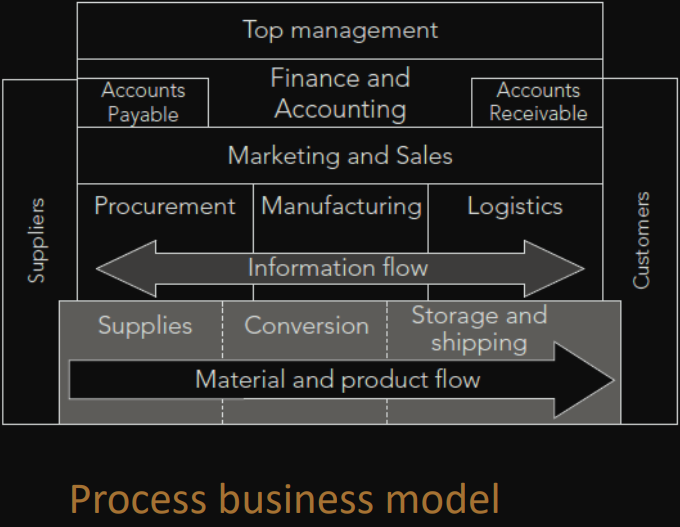 Top management
Accounts
Payable
Finance and
Accounting
Accounts
Receivable
Marketing and Sales
Suppliers
Procurement
Manufacturing
Logistics
Customers
Information flow
Supplies
Conversion
Storage and
shipping
Material and product flow
Process business model